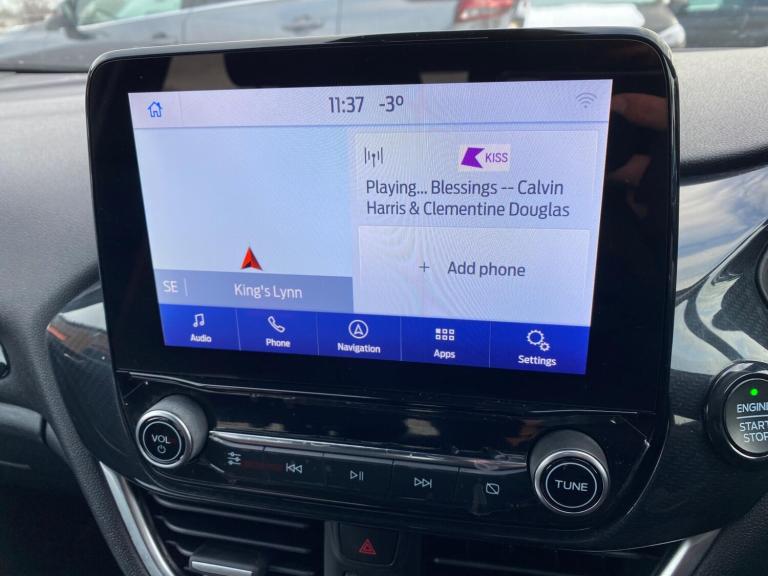 11:37 -3°
KISS
Playing... Blessings -- Calvin
Harris & Clementine Douglas
+ Add phone
SE King's Lynn
Audio Phone Navigation Apps Settings
VOL
TUNE
ENGINE
START
STOP